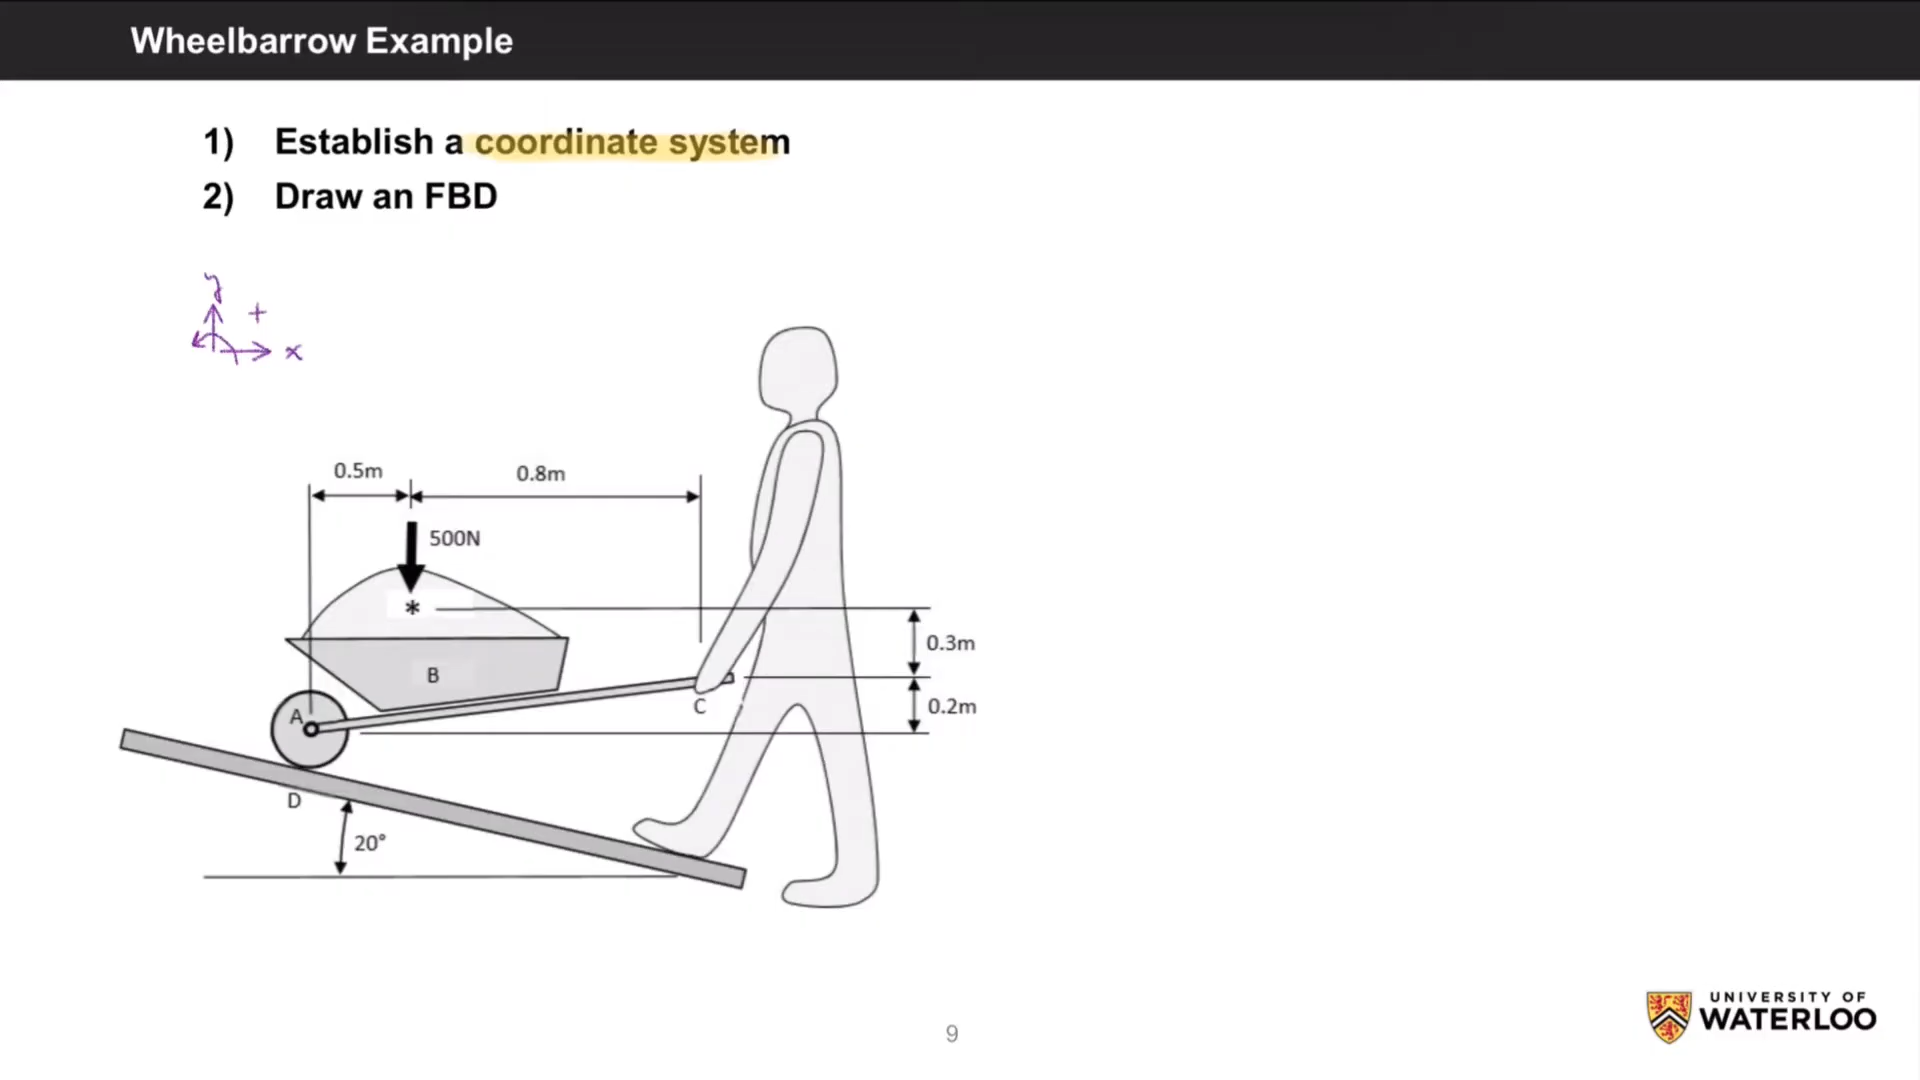 Wheelbarrow Example
1) Establish a coordinate system
2) Draw an FBD
y
+
x
0.5m
0.8m
500N
*
0.3m
B
0.2m
A
C
D
20°
9
UNIVERSITY OF
WATERLOO